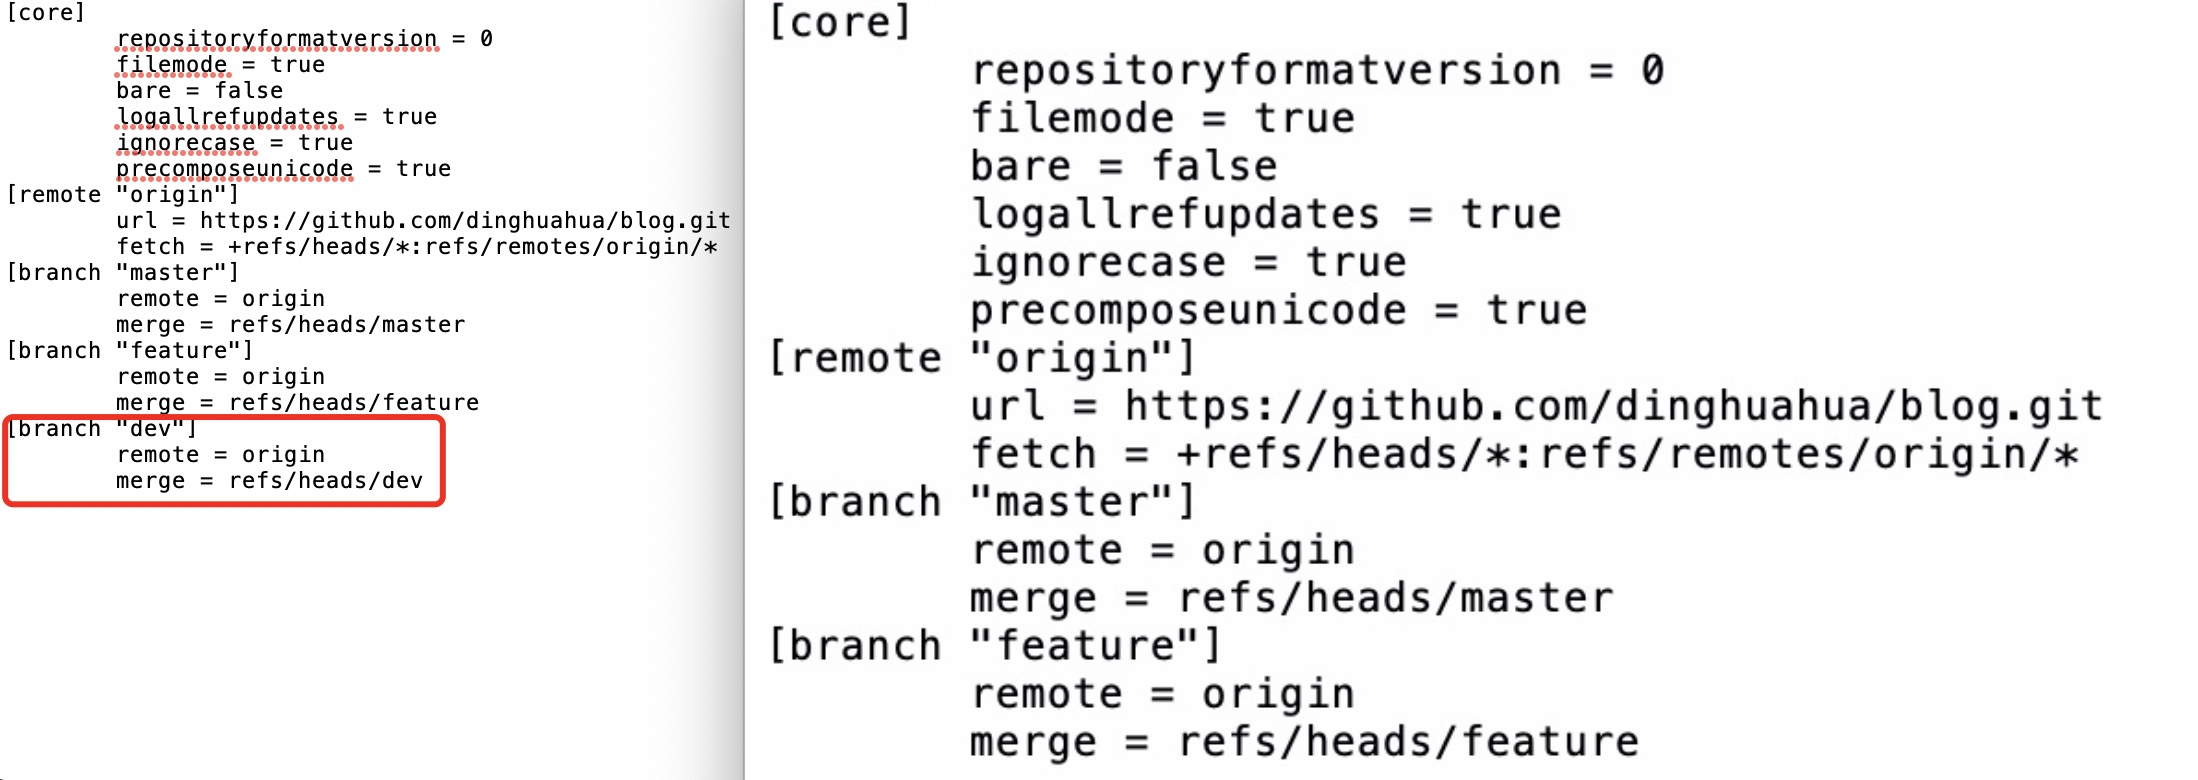 [core]
repositoryformatversion = 0
filemode = true
bare = false
logallrefupdates = true
ignorecase = true
precomposeunicode = true
[remote "origin"]
url = https://github.com/dinghuahua/blog.git
fetch = +refs/heads/*:refs/remotes/origin/*
[branch "master"]
remote = origin
merge = refs/heads/master
[branch "feature"]
remote = origin
merge = refs/heads/feature
[branch "dev"]
remote = origin
merge = refs/heads/dev
[core]
repositoryformatversion = 0
filemode = true
bare = false
logallrefupdates = true
ignorecase = true
precomposeunicode = true
[remote "origin"]
url = https://github.com/dinghuahua/blog.git
fetch = +refs/heads/*:refs/remotes/origin/*
[branch "master"]
remote = origin
merge = refs/heads/master
[branch "feature"]
remote = origin
merge = refs/heads/feature